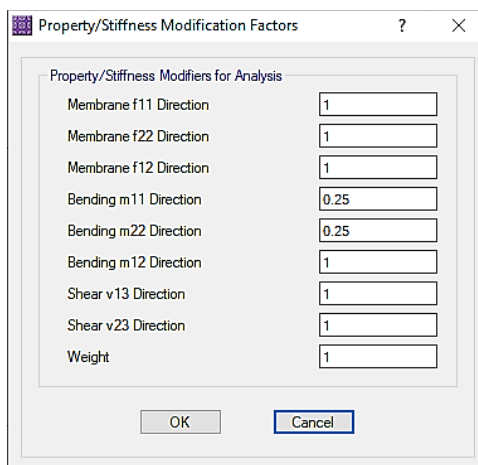 Property/Stiffness Modification Factors ?
Property/Stiffness Modifiers for Analysis
Membrane f11 Direction 1
Membrane f22 Direction 1
Membrane f12 Direction 1
Bending m11 Direction 0.25
Bending m22 Direction 0.25
Bending m12 Direction 1
Shear v13 Direction 1
Shear v23 Direction 1
Weight 1
OK Cancel